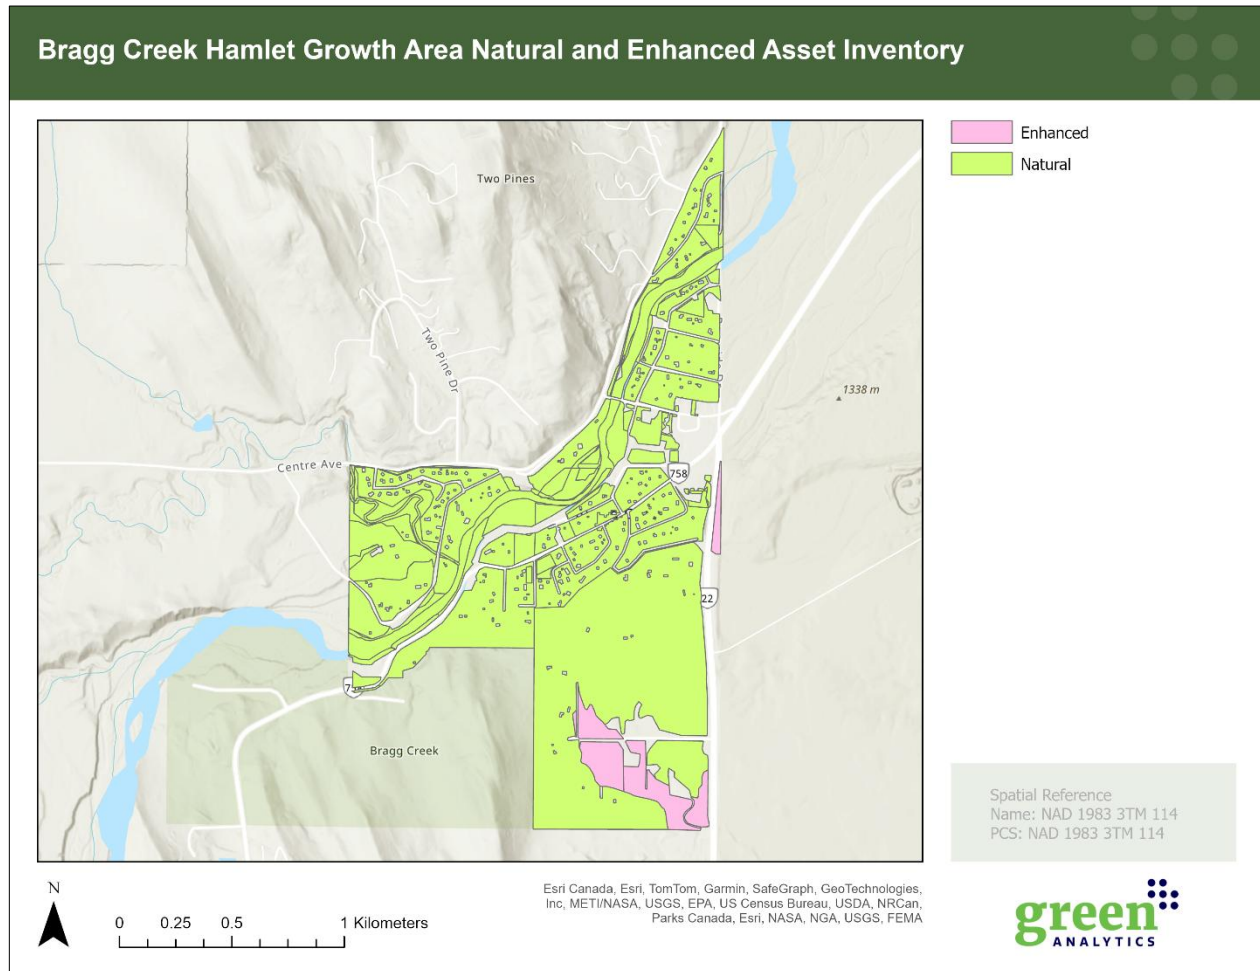 Bragg Creek Hamlet Growth Area Natural and Enhanced Asset Inventory
Enhanced
Natural
Two Pines
Two Pine Dr
1338 m
Centre Ave
758
22
7
Bragg Creek
Spatial Reference
Name: NAD 1983 3TM 114
PCS: NAD 1983 3TM 114
N
0 0.25 0.5 1 Kilometers
Esri Canada, Esri, TomTom, Garmin, SafeGraph, GeoTechnologies,
Inc, METI/NASA, USGS, EPA, US Census Bureau, USDA, NRCan,
Parks Canada, Esri, NASA, NGA, USGS, FEMA
green
ANALYTICS